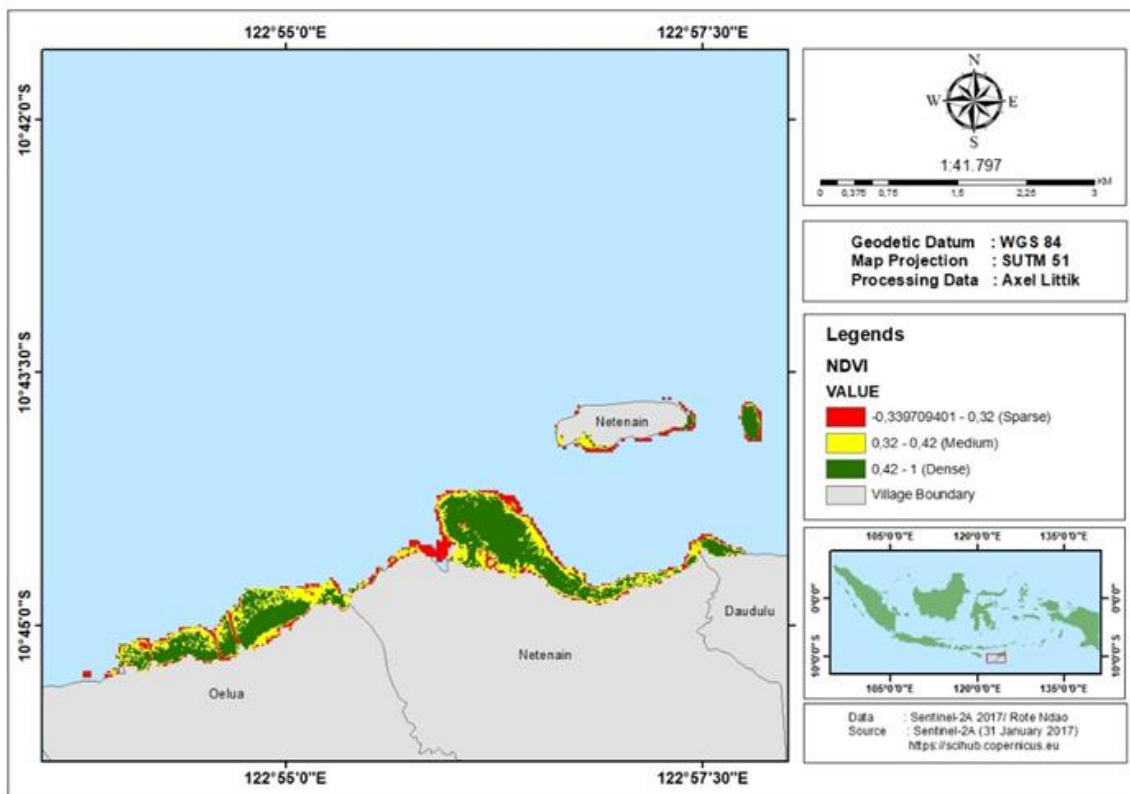 122°55'0"E 122°57'30"E
10°42'0"S
10°43'30"S
10°45'0"S
Netenain
Oelua
Netenain
Daudulu
122°55'0"E 122°57'30"E
N
W E
S
1:41.797
KM
0 0,375 0,75 1,5 2,25 3
Geodetic Datum : WGS 84
Map Projection : SUTM 51
Processing Data : Axel Littik
Legends
NDVI
VALUE
-0,339709401 - 0,32 (Sparse)
0,32 - 0,42 (Medium)
0,42 - 1 (Dense)
Village Boundary
105°0'0"E 120°0'0"E 135°0'0"E
0°0'0" 0°0'0"
10°0'0"S 10°0'0"S
105°0'0"E 120°0'0"E 135°0'0"E
Data : Sentinel-2A 2017/ Rote Ndao
Source : Sentinel-2A (31 January 2017)
https://scihub.copernicus.eu